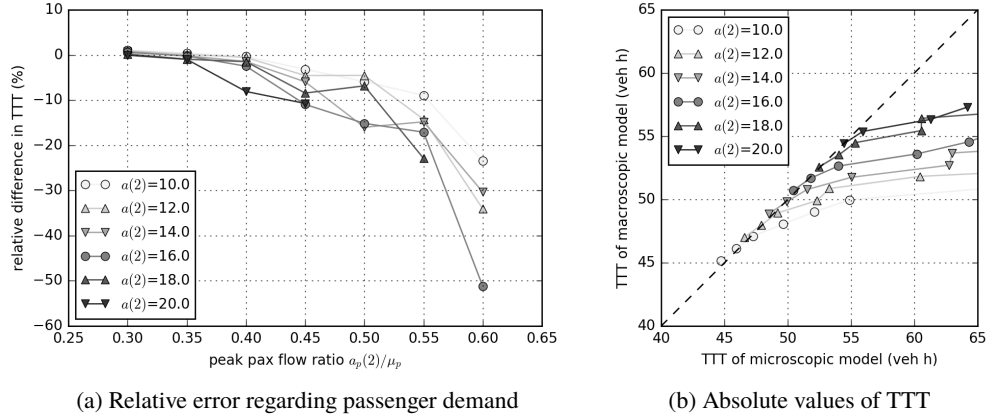 10
0
−10
−20
−30
−40
−50
−60
0.25 0.30 0.35 0.40 0.45 0.50 0.55 0.60 0.65
relative difference in TTT (%)
peak pax flow ratio a_p(2)/μ_p
a(2)=10.0
a(2)=12.0
a(2)=14.0
a(2)=16.0
a(2)=18.0
a(2)=20.0
(a) Relative error regarding passenger demand
65
60
55
50
45
40
40 45 50 55 60 65
TTT of macroscopic model (veh h)
TTT of microscopic model (veh h)
a(2)=10.0
a(2)=12.0
a(2)=14.0
a(2)=16.0
a(2)=18.0
a(2)=20.0
(b) Absolute values of TTT